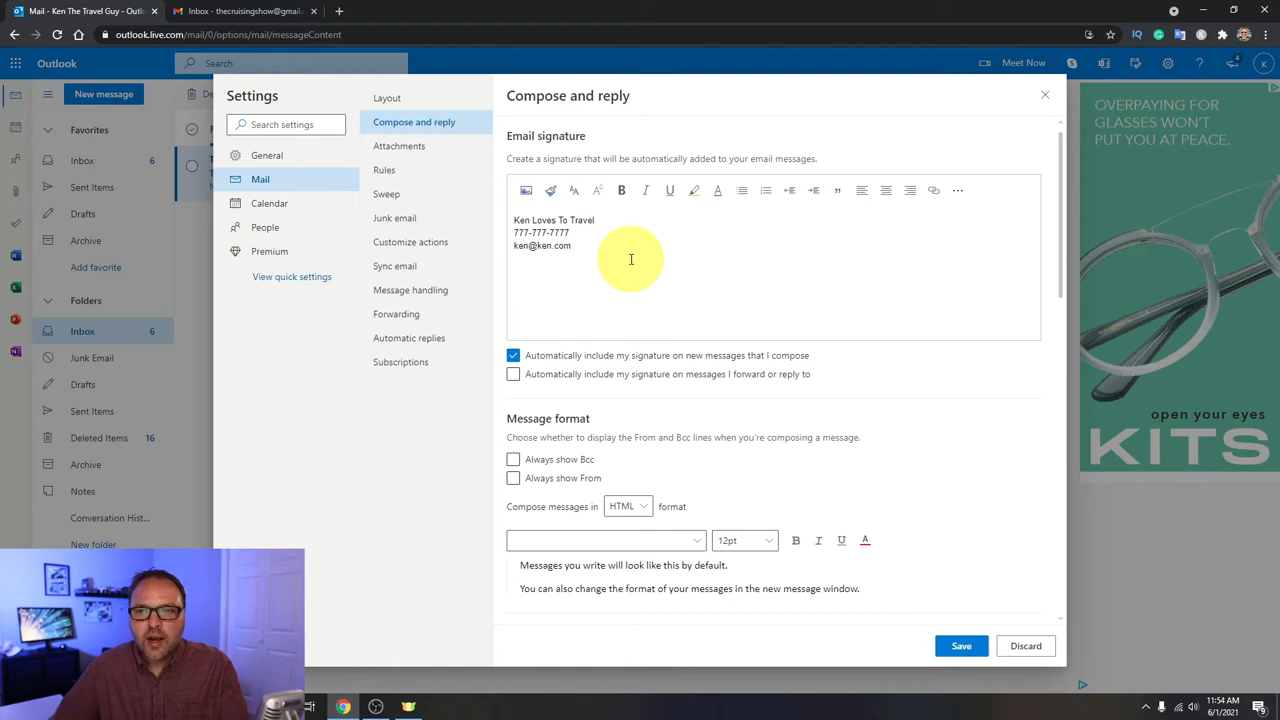 Mail - Ken The Travel Guy - Outl
Gmail - thecruisingshow@gmai
outlook.live.com/mail/0/options/mail/messageContent
Outlook
Search
Meet Now
4
K
New message
Favorites
Inbox 6
Sent Items
Drafts
Archive
Add favorite
Folders
Inbox 6
Junk Email
Drafts
Sent Items
Deleted Items 16
Archive
Notes
Conversation Hist...
New folder
Settings
Search settings
General
Mail
Calendar
People
Premium
View quick settings
Layout
Compose and reply
Attachments
Rules
Sweep
Junk email
Customize actions
Sync email
Message handling
Forwarding
Automatic replies
Subscriptions
Compose and reply
Email signature
Create a signature that will be automatically added to your email messages.
Ken Loves To Travel
777-777-7777
ken@ken.com
Automatically include my signature on new messages that I compose
Automatically include my signature on messages I forward or reply to
Message format
Choose whether to display the From and Bcc lines when you're composing a message.
Always show Bcc
Always show From
Compose messages in HTML format
12pt B I U A
Messages you write will look like this by default.
You can also change the format of your messages in the new message window.
Save
Discard
OVERPAYING FOR
GLASSES WON'T
PUT YOU AT PEACE.
open your eyes
KITS
11:54 AM
6/1/2021